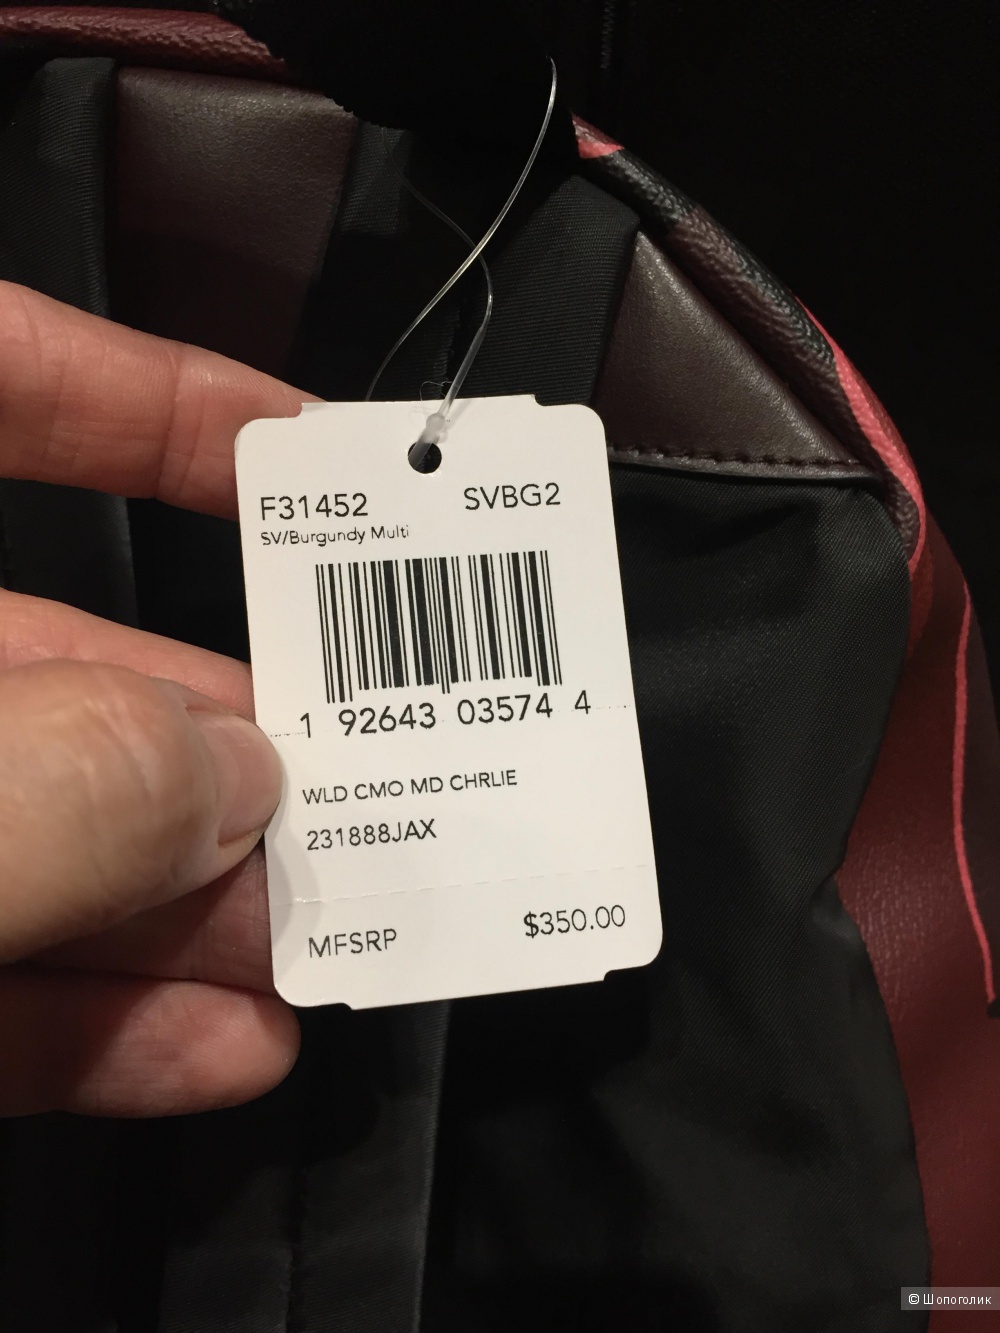 F31452 SVBG2
SV/Burgundy Multi
1 92643 03574 4
WLD CMO MD CHRLIE
231888JAX
MFSRP $350.00
© Шопоголик